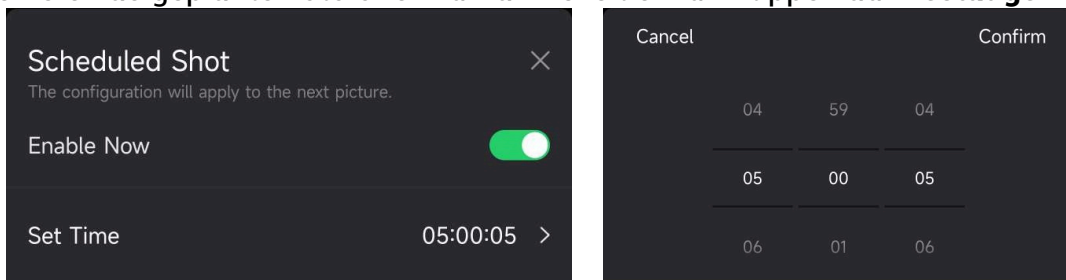 Scheduled Shot
The configuration will apply to the next picture.
Enable Now
Set Time 05:00:05 >
Cancel Confirm
04 59 04
05 00 05
06 01 06